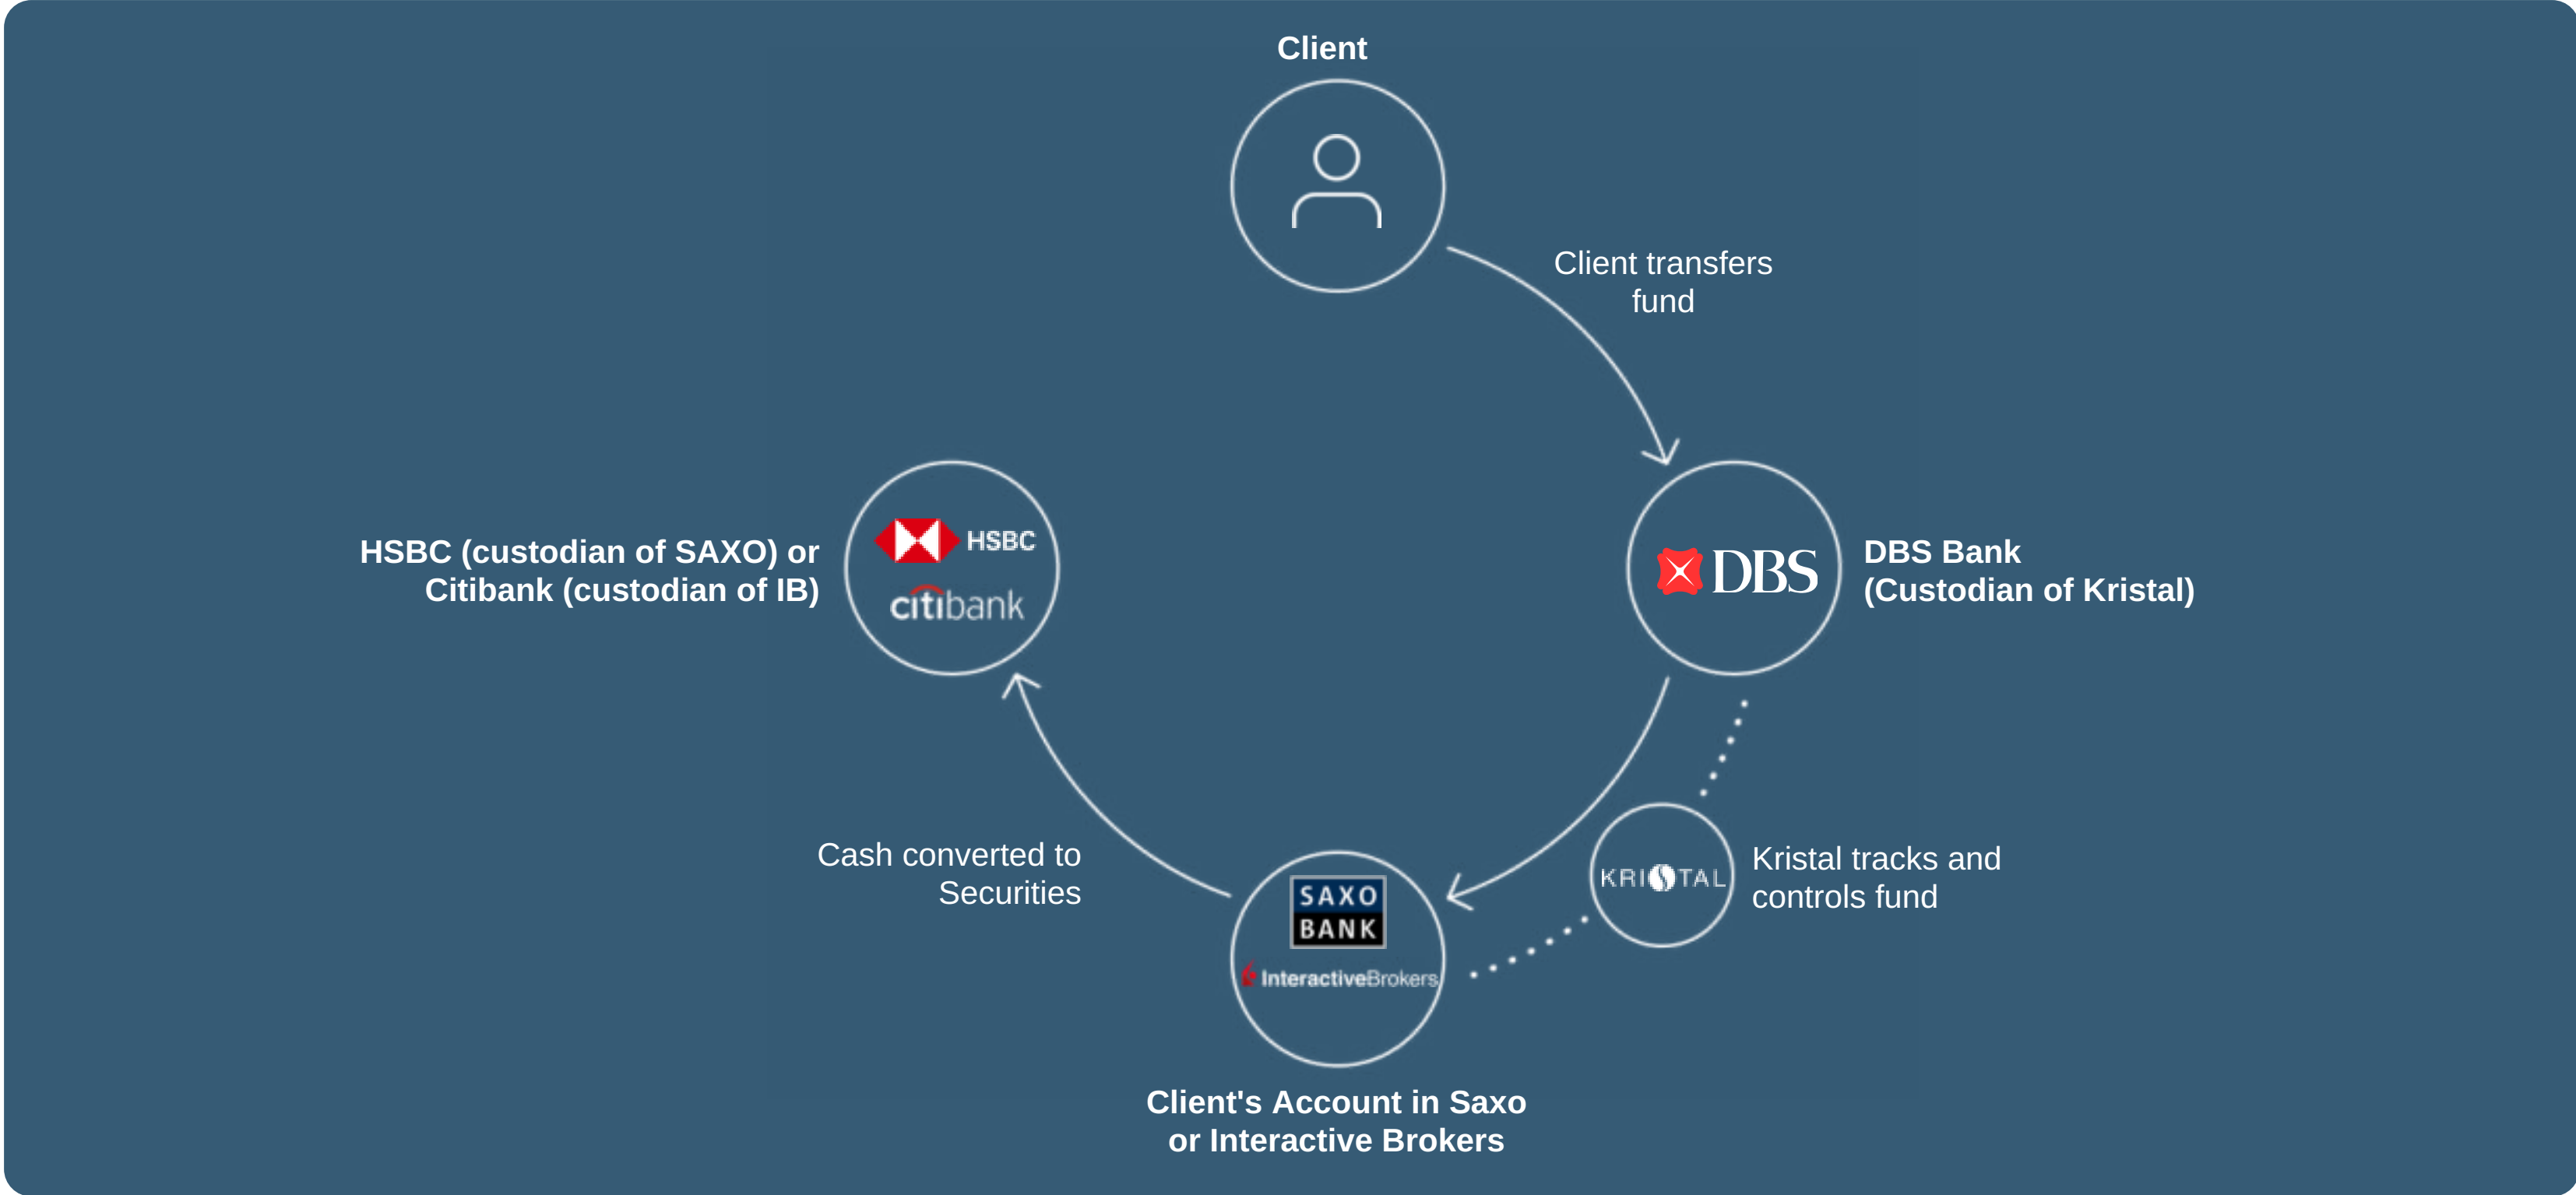 Client
Client transfers
fund
HSBC
citibank
HSBC (custodian of SAXO) or
Citibank (custodian of IB)
DBS
DBS Bank
(Custodian of Kristal)
KRISTAL
Kristal tracks and
controls fund
Cash converted to
Securities
SAXO
BANK
InteractiveBrokers
Client's Account in Saxo
or Interactive Brokers